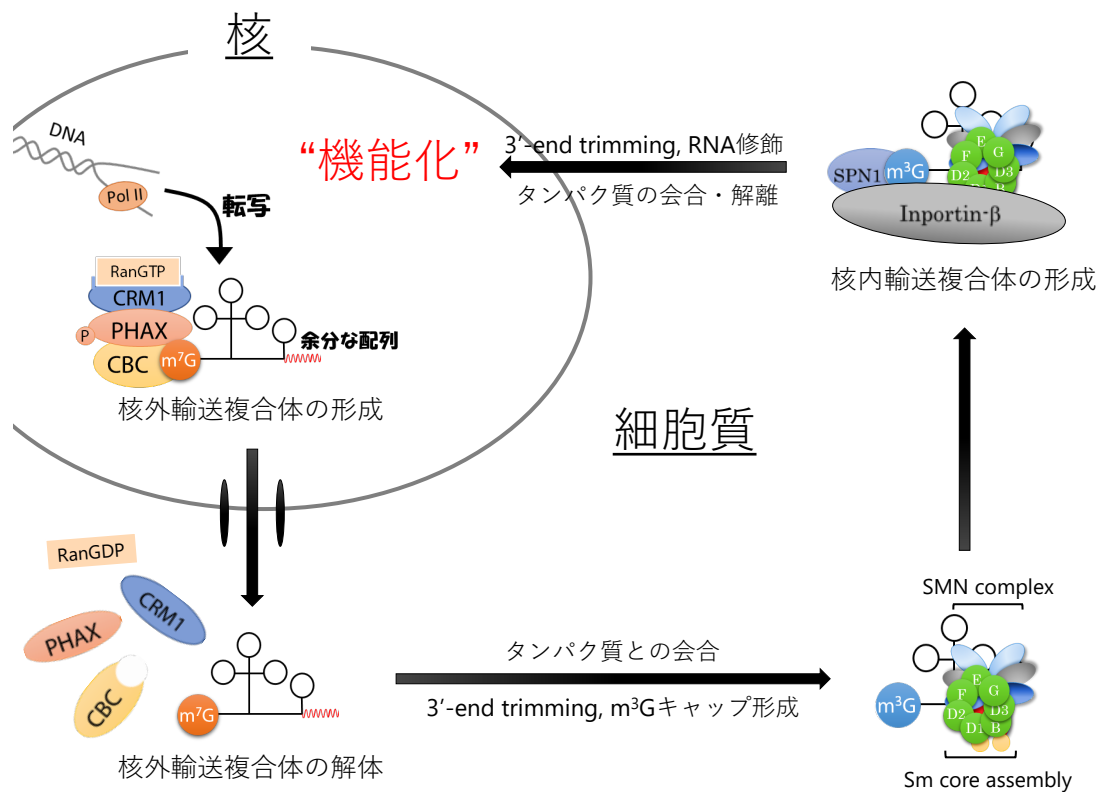 核
DNA
Pol II
転写
“機能化”
3’-end trimming, RNA修飾
タンパク質の会合・解離
RanGTP
CRM1
P
PHAX
CBC
m⁷G
余分な配列
核外輸送複合体の形成
E
F
G
D2
D3
B
SPN1
m³G
Inportin-β
核内輸送複合体の形成
細胞質
RanGDP
CRM1
PHAX
CBC
m⁷G
核外輸送複合体の解体
タンパク質との会合
3’-end trimming, m³Gキャップ形成
SMN complex
m³G
E
F
G
D2
D3
D1
B
Sm core assembly